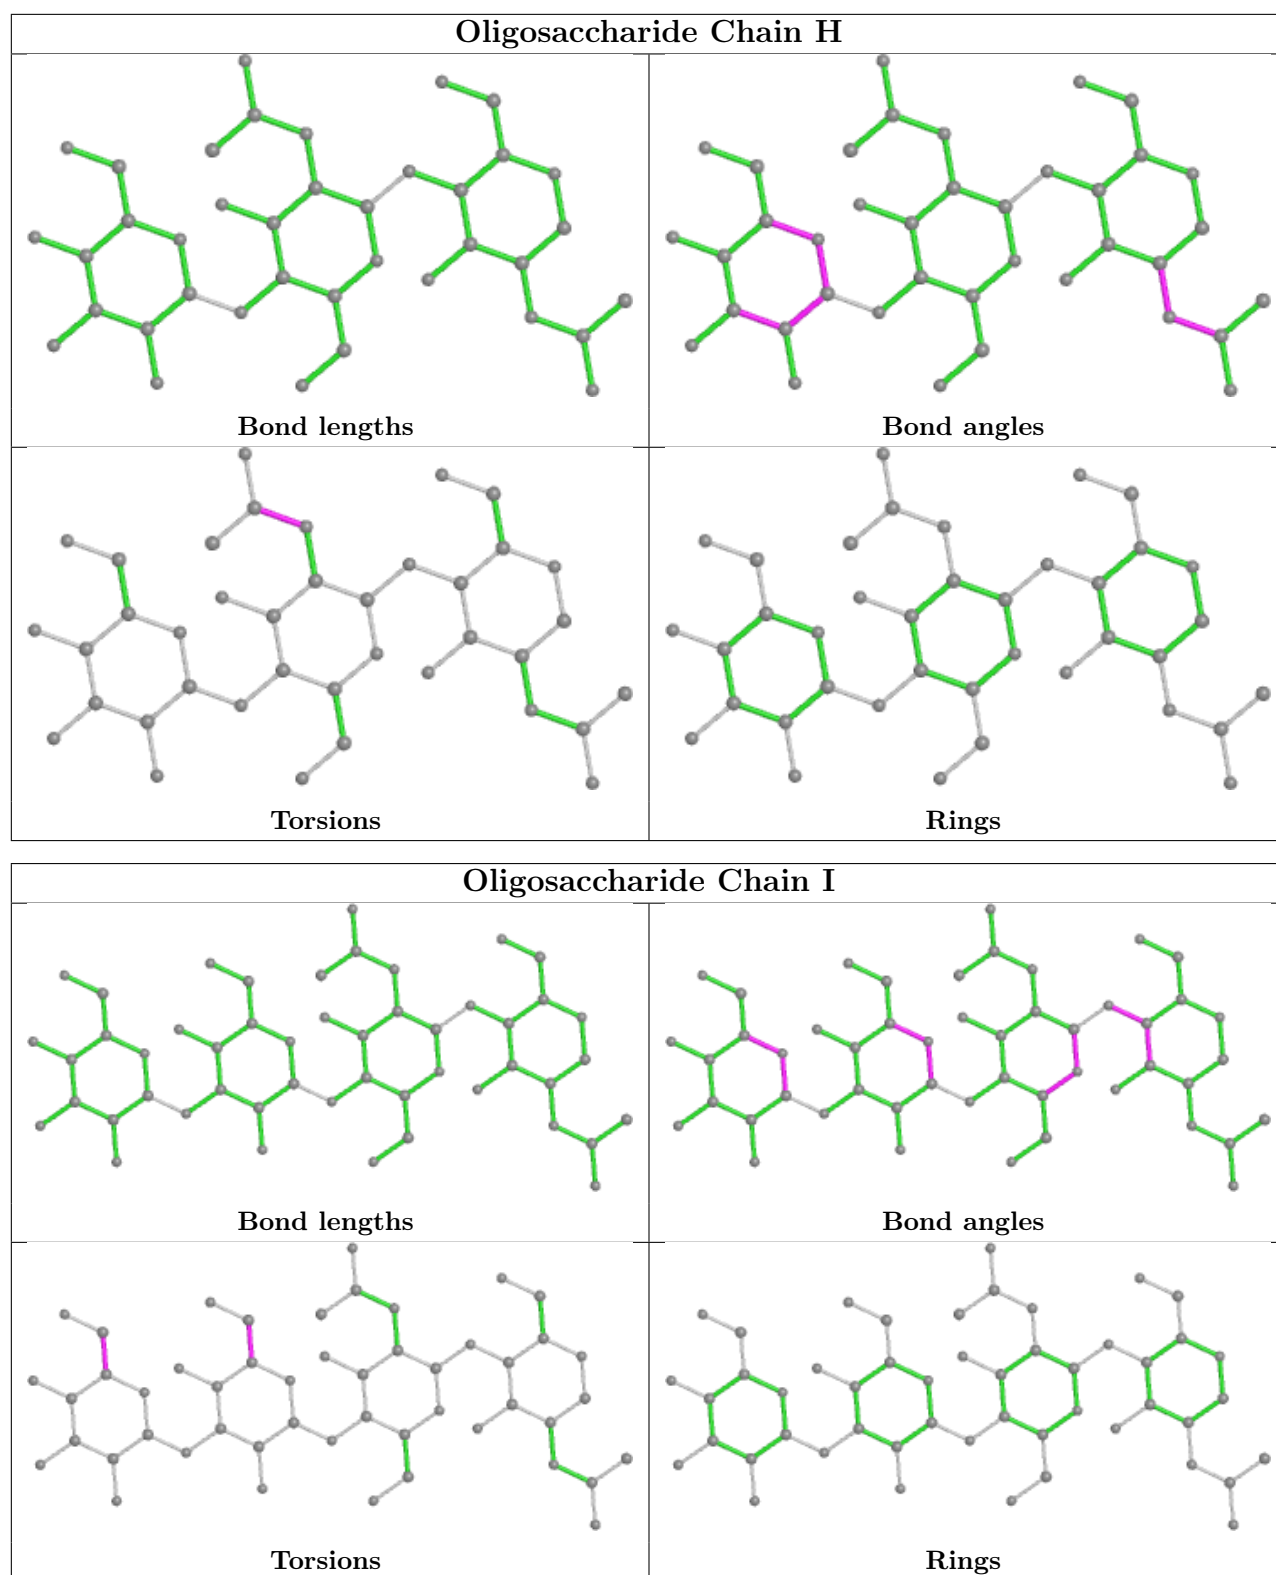 Oligosaccharide Chain H
Bond lengths
Bond angles
Torsions
Rings
Oligosaccharide Chain I
Bond lengths
Bond angles
Torsions
Rings